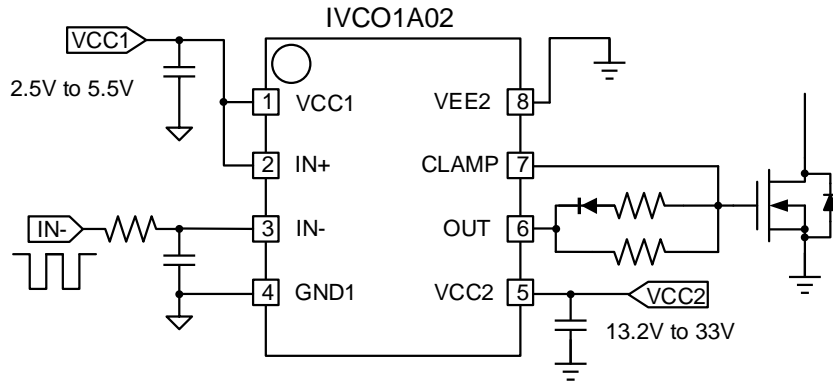 IVCO1A02
VCC1
2.5V to 5.5V
1 VCC1
VEE2 8
2 IN+
CLAMP 7
IN-
3 IN-
OUT 6
4 GND1
VCC2 5
VCC2
13.2V to 33V